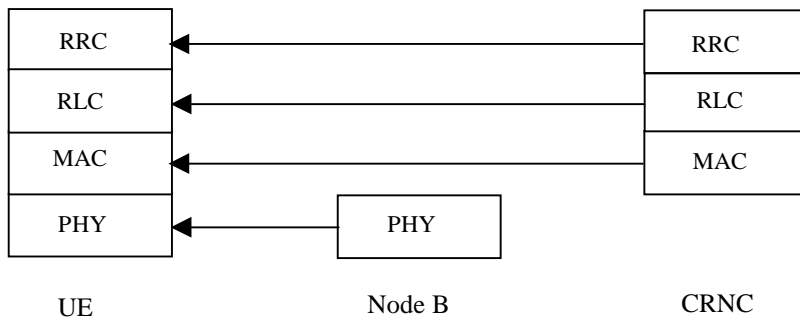 RRC RRC
RLC RLC
MAC MAC
PHY PHY
UE Node B CRNC